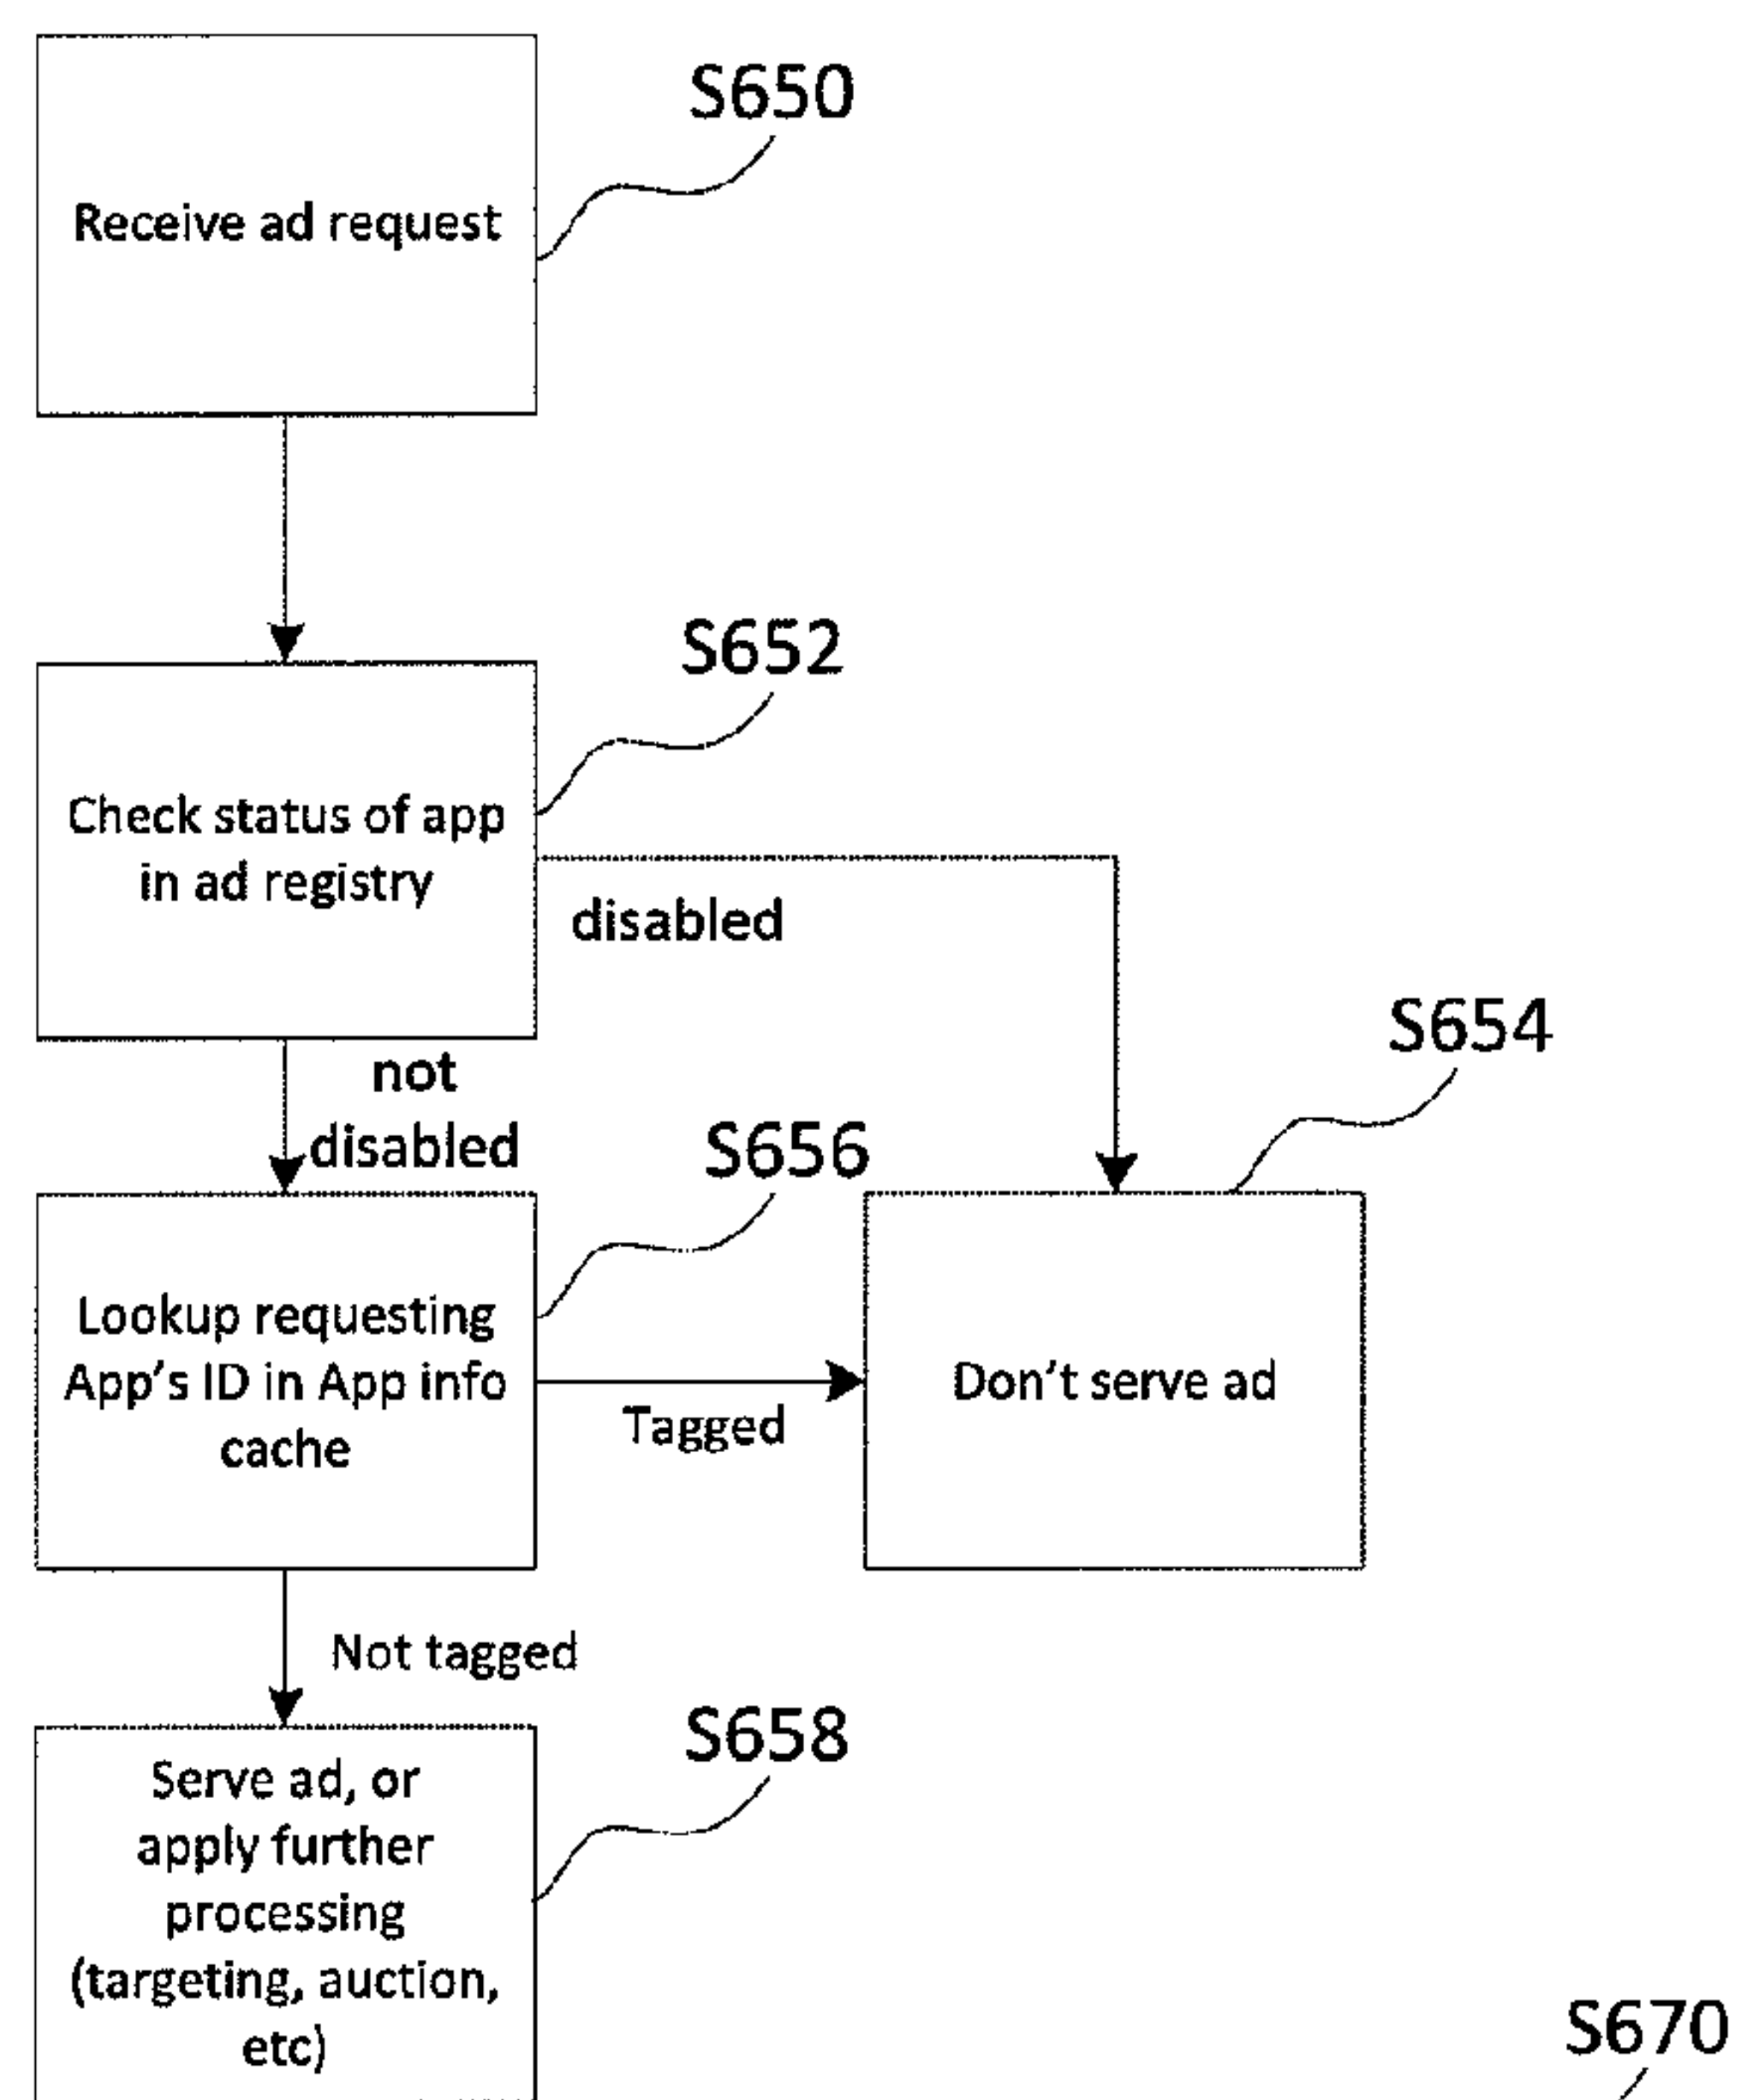 S650
Receive ad request
S652
Check status of app
in ad registry
disabled
S654
not
disabled
S656
Lookup requesting
App's ID in App info
cache
Tagged
Don't serve ad
Not tagged
S658
Serve ad, or
apply further
processing
(targeting, auction,
etc)
S670